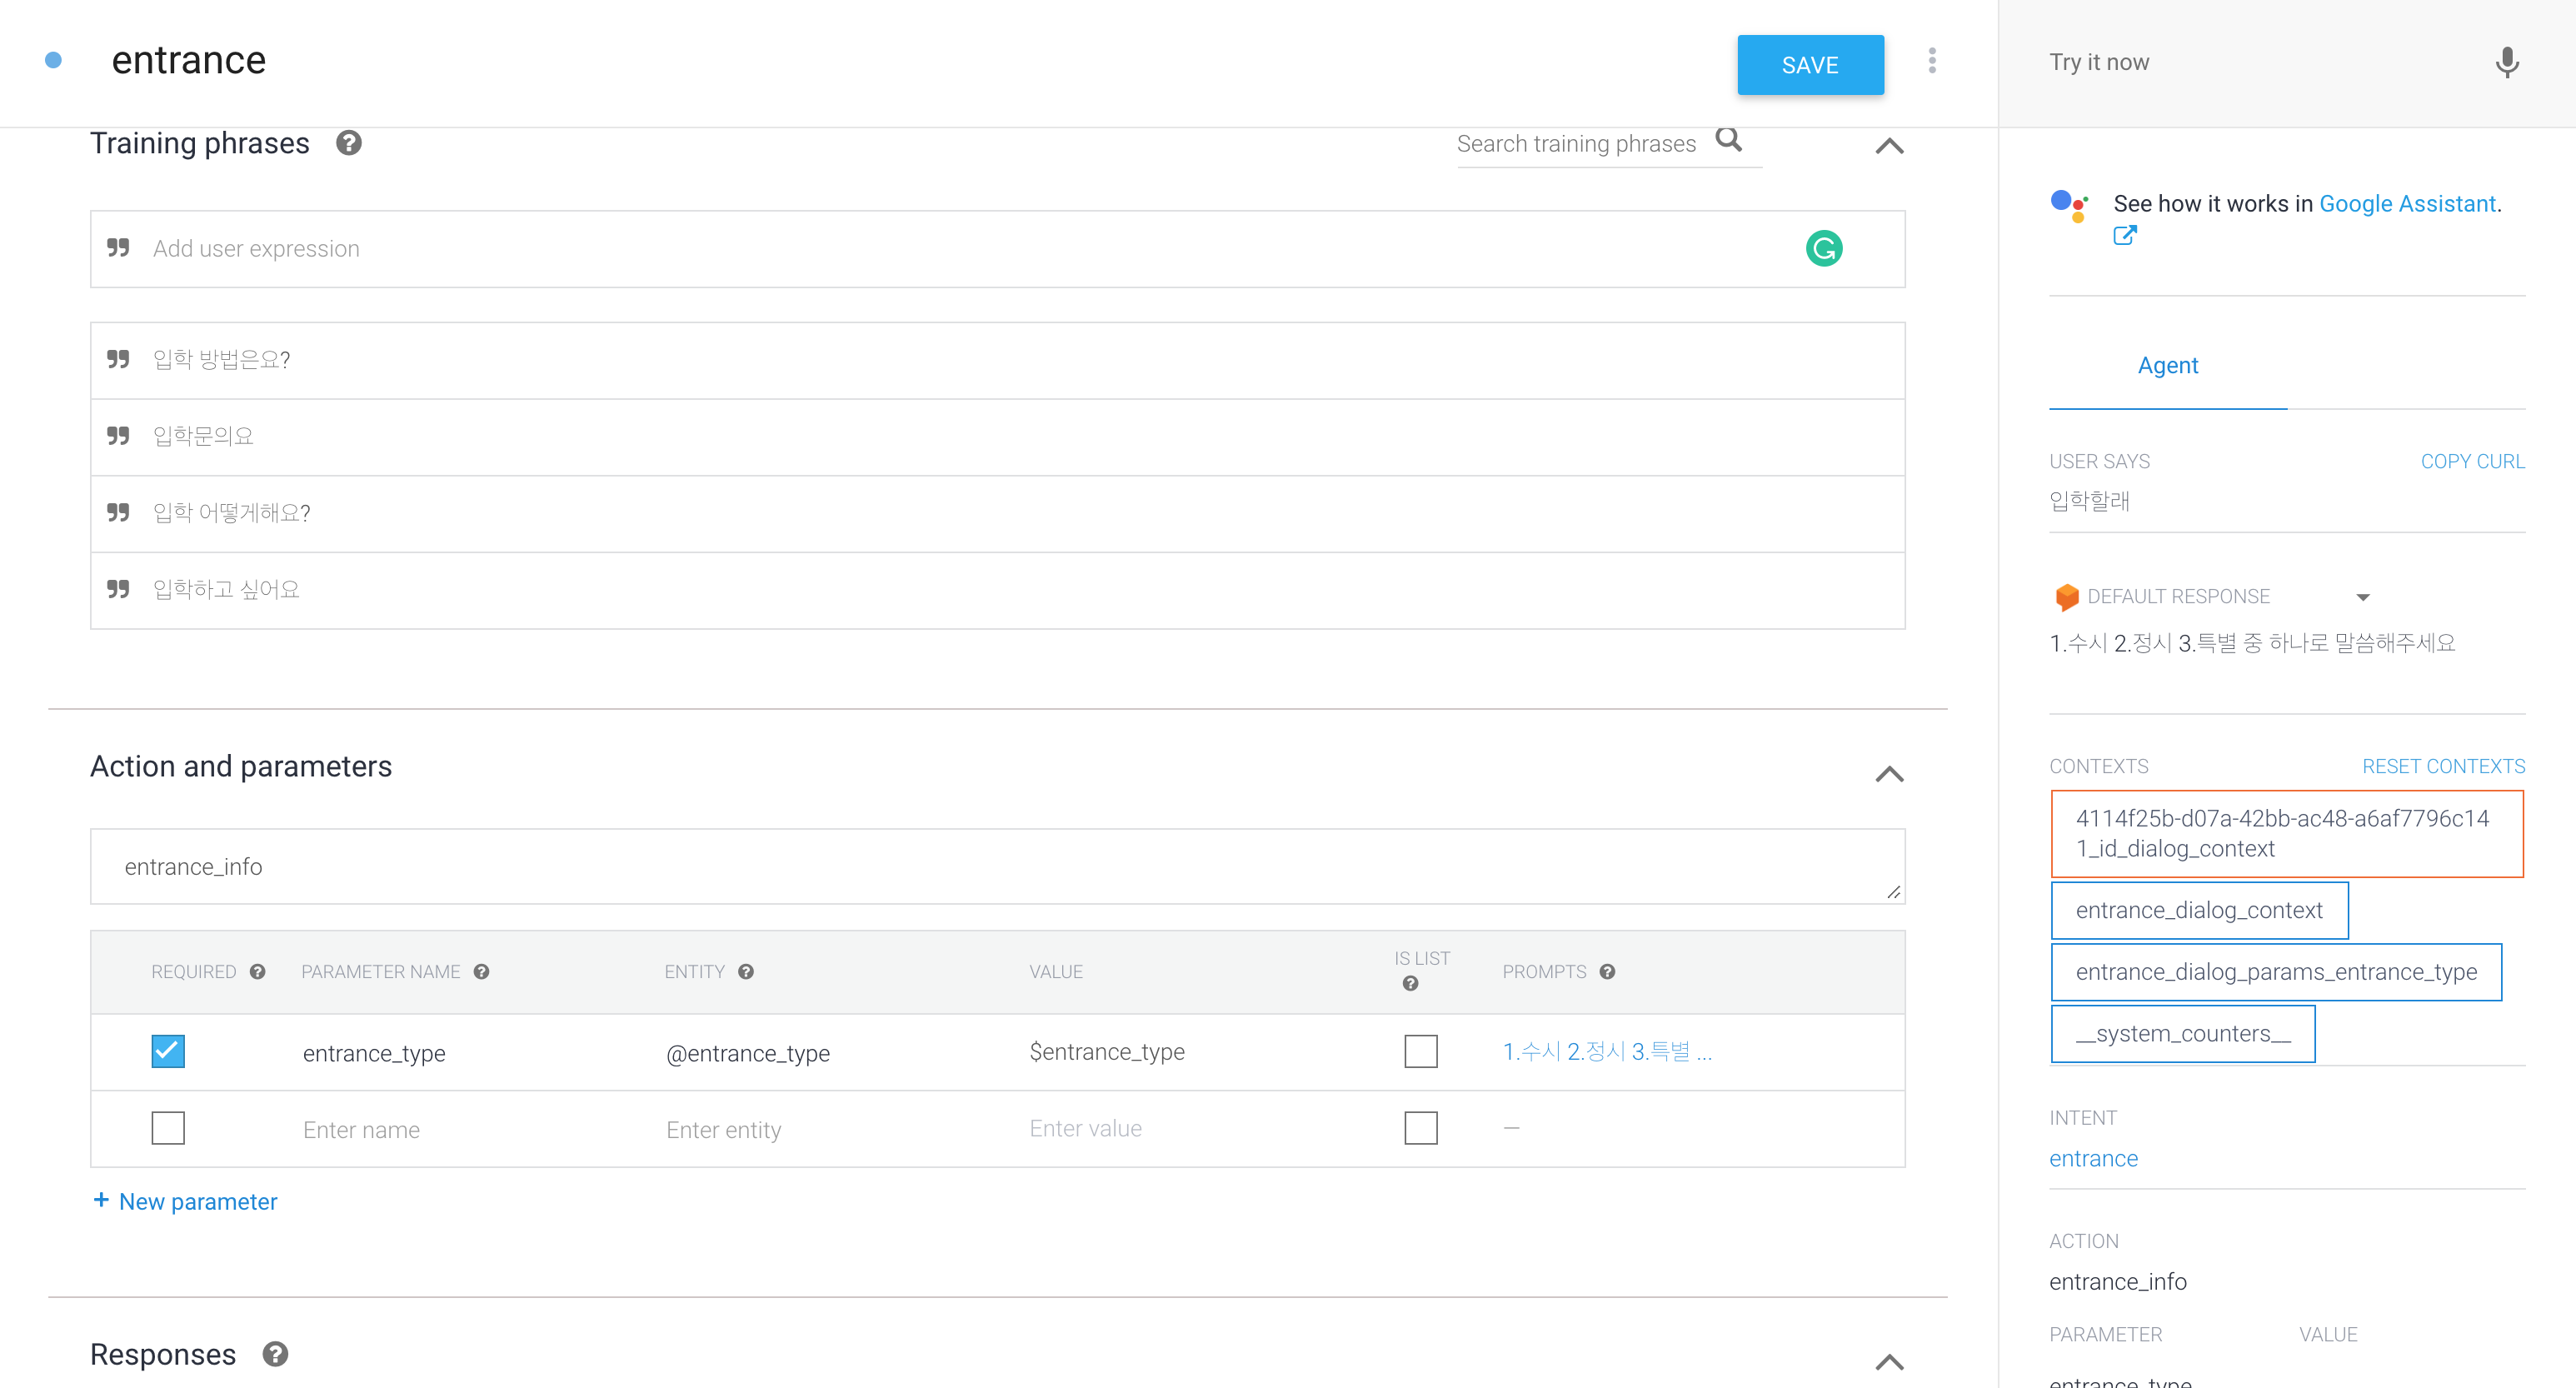 entrance
SAVE
Try it now
Training phrases
Search training phrases
Add user expression
입학 방법은요?
입학문의요
입학 어떻게해요?
입학하고 싶어요
Action and parameters
entrance_info
REQUIRED PARAMETER NAME ENTITY VALUE IS LIST PROMPTS
entrance_type @entrance_type $entrance_type 1.수시 2.정시 3.특별 ...
Enter name Enter entity Enter value —
+ New parameter
Responses
See how it works in Google Assistant.
Agent
USER SAYS COPY CURL
입학할래
DEFAULT RESPONSE
1.수시 2.정시 3.특별 중 하나로 말씀해주세요
CONTEXTS RESET CONTEXTS
4114f25b-d07a-42bb-ac48-a6af7796c14
1_id_dialog_context
entrance_dialog_context
entrance_dialog_params_entrance_type
__system_counters__
INTENT
entrance
ACTION
entrance_info
PARAMETER VALUE
entrance_type